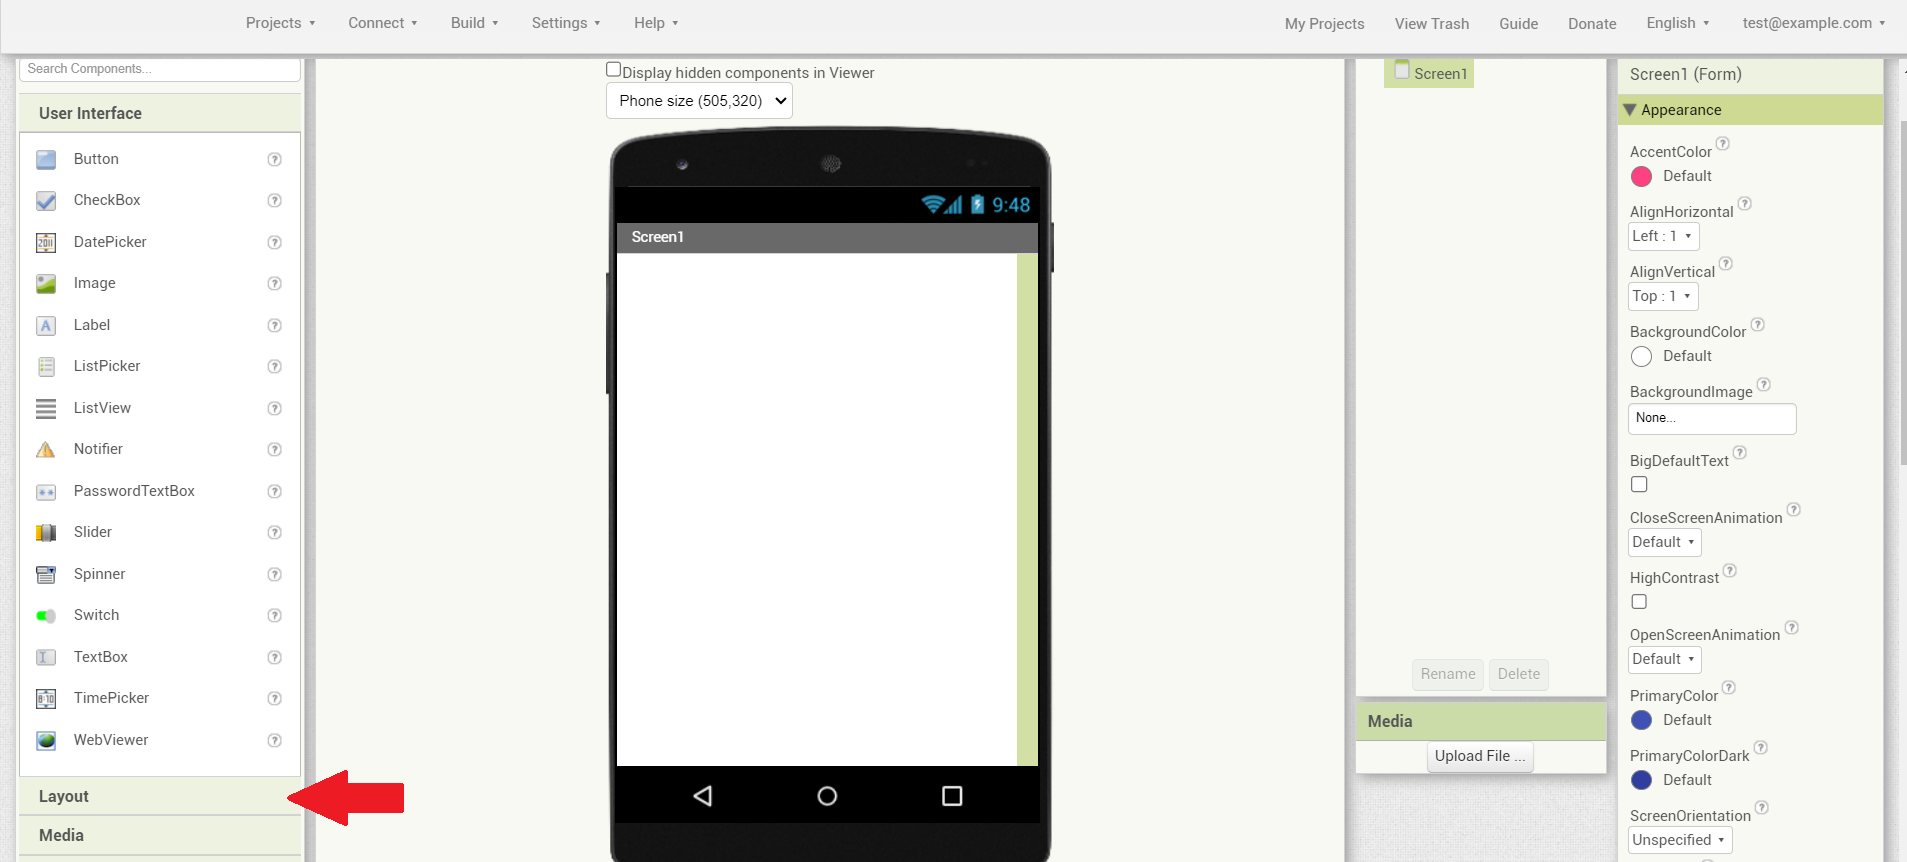 Projects ▾ Connect ▾ Build ▾ Settings ▾ Help ▾ My Projects View Trash Guide Donate English ▾ test@example.com ▾
Search Components...
User Interface
Button ?
CheckBox ?
DatePicker ?
Image ?
Label ?
ListPicker ?
ListView ?
Notifier ?
PasswordTextBox ?
Slider ?
Spinner ?
Switch ?
TextBox ?
TimePicker ?
WebViewer ?
Layout
Media
Display hidden components in Viewer
Phone size (505,320)
9:48
Screen1
Screen1
Rename Delete
Media
Upload File ...
Screen1 (Form)
Appearance
AccentColor ?
Default
AlignHorizontal ?
Left : 1 ▾
AlignVertical ?
Top : 1 ▾
BackgroundColor ?
Default
BackgroundImage ?
None...
BigDefaultText ?
CloseScreenAnimation ?
Default ▾
HighContrast ?
OpenScreenAnimation ?
Default ▾
PrimaryColor ?
Default
PrimaryColorDark ?
Default
ScreenOrientation ?
Unspecified ▾